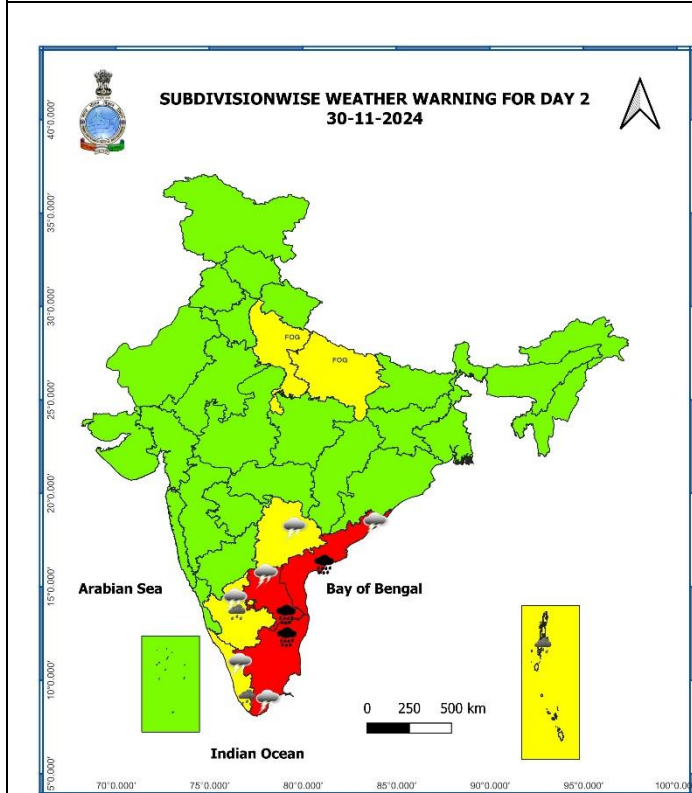 SUBDIVISIONWISE WEATHER WARNING FOR DAY 2
30-11-2024
40°0.000'
35°0.000'
30°0.000'
FOG
FOG
25°0.000'
20°0.000'
Arabian Sea
Bay of Bengal
15°0.000'
10°0.000'
0 250 500 km
Indian Ocean
5°0.000'
70°0.000' 75°0.000' 80°0.000' 85°0.000' 90°0.000' 95°0.000' 100°0.000'